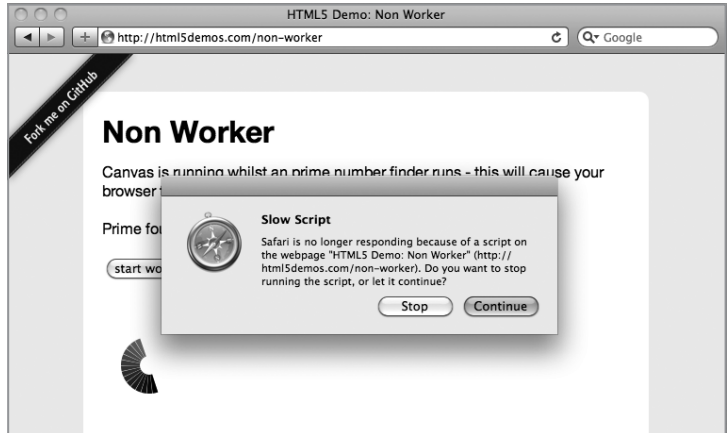 HTML5 Demo: Non Worker
http://html5demos.com/non-worker
Google
Fork me on GitHub
Non Worker
Canvas is running whilst an prime number finder runs - this will cause your
browser
Prime
start
Slow Script
Safari is no longer responding because of a script on
the webpage "HTML5 Demo: Non Worker" (http://
html5demos.com/non-worker). Do you want to stop
running the script, or let it continue?
Stop
Continue